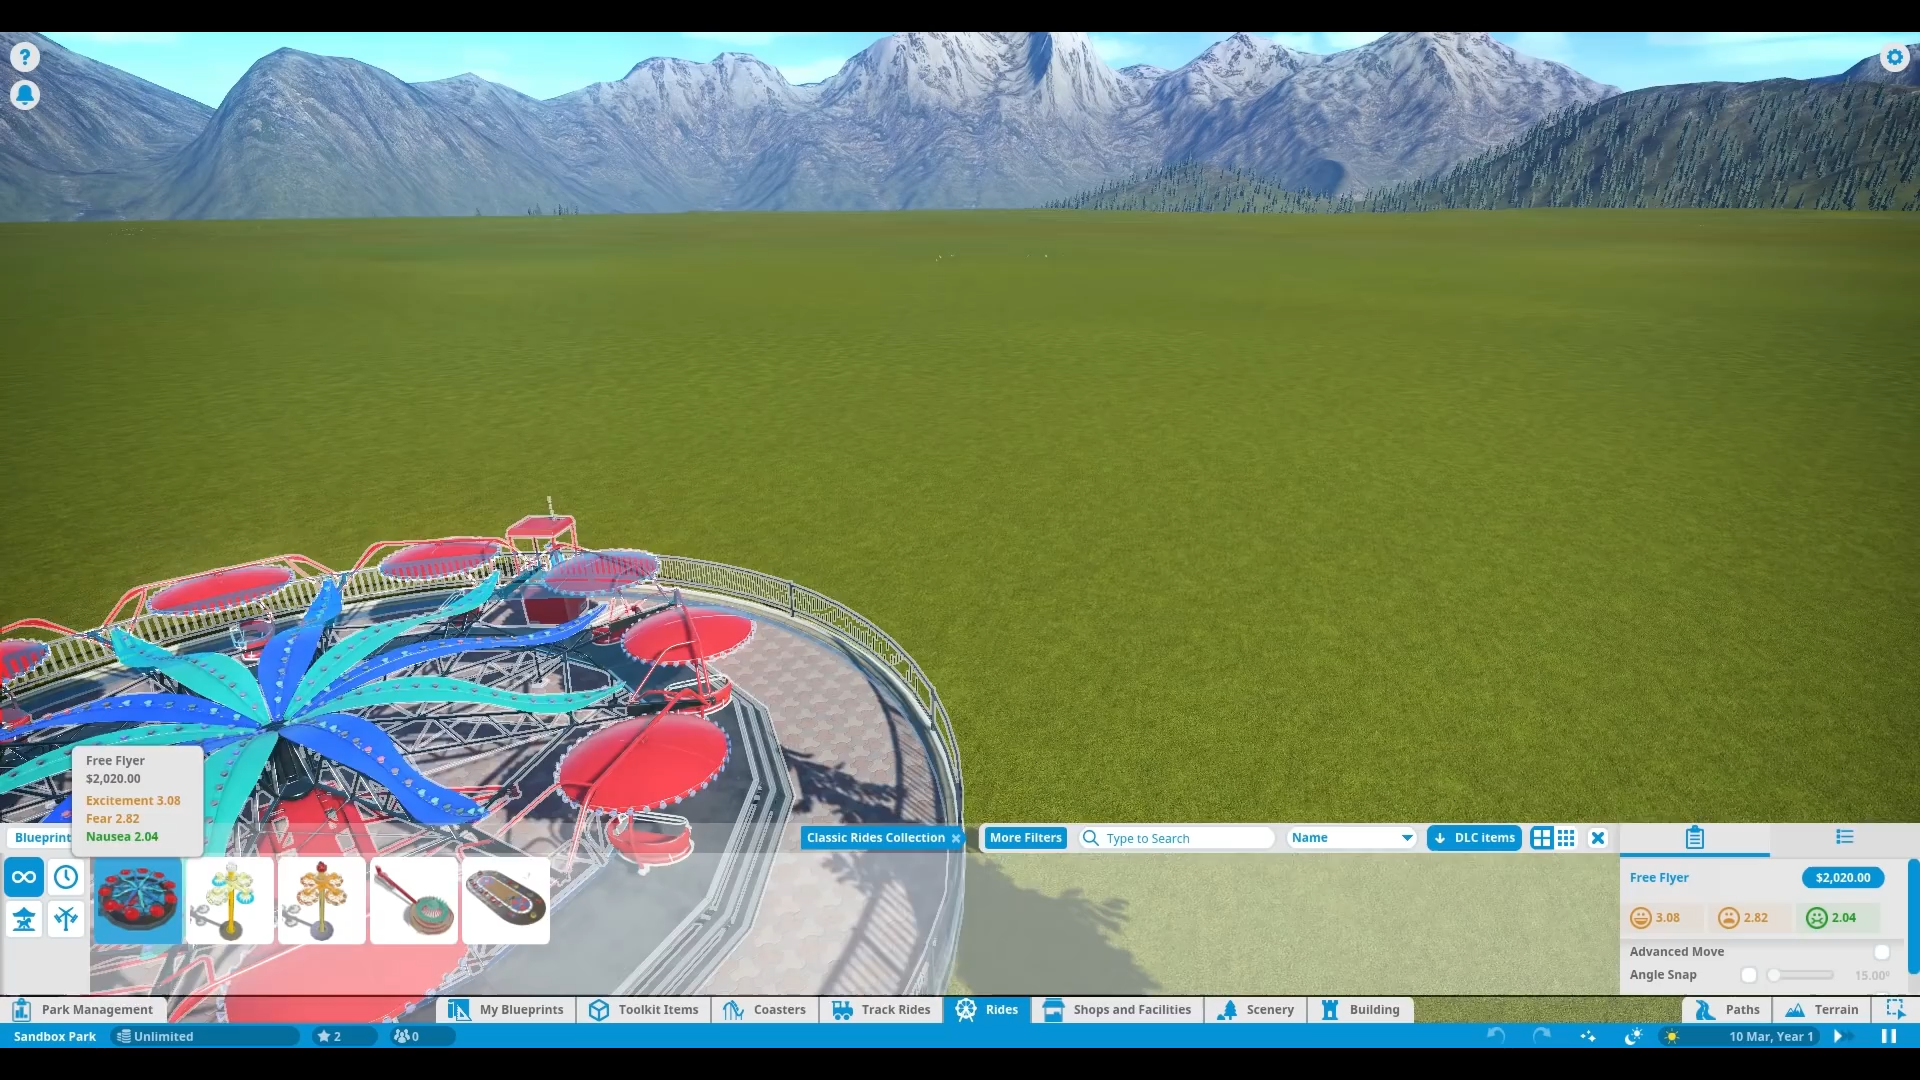 Free Flyer
$2,020.00
Excitement 3.08
Fear 2.82
Nausea 2.04
Blueprint
Classic Rides Collection
More Filters
Type to Search
Name
DLC items
Free Flyer
$2,020.00
3.08
2.82
2.04
Advanced Move
Angle Snap
15.00°
Park Management
My Blueprints
Toolkit Items
Coasters
Track Rides
Rides
Shops and Facilities
Scenery
Building
Paths
Terrain
Sandbox Park
Unlimited
2
0
10 Mar, Year 1